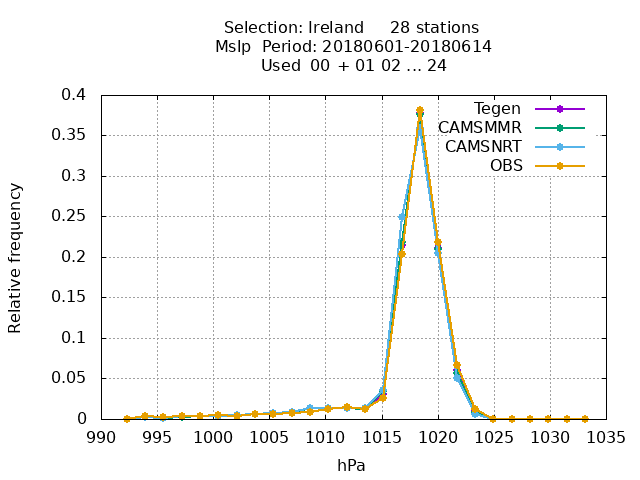 Selection: Ireland 28 stations
Mslp Period: 20180601-20180614
Used 00 + 01 02 ... 24
0.4
0.35
0.3
0.25
0.2
0.15
0.1
0.05
0
Relative frequency
Tegen
CAMSMMR
CAMSNRT
OBS
990 995 1000 1005 1010 1015 1020 1025 1030 1035
hPa